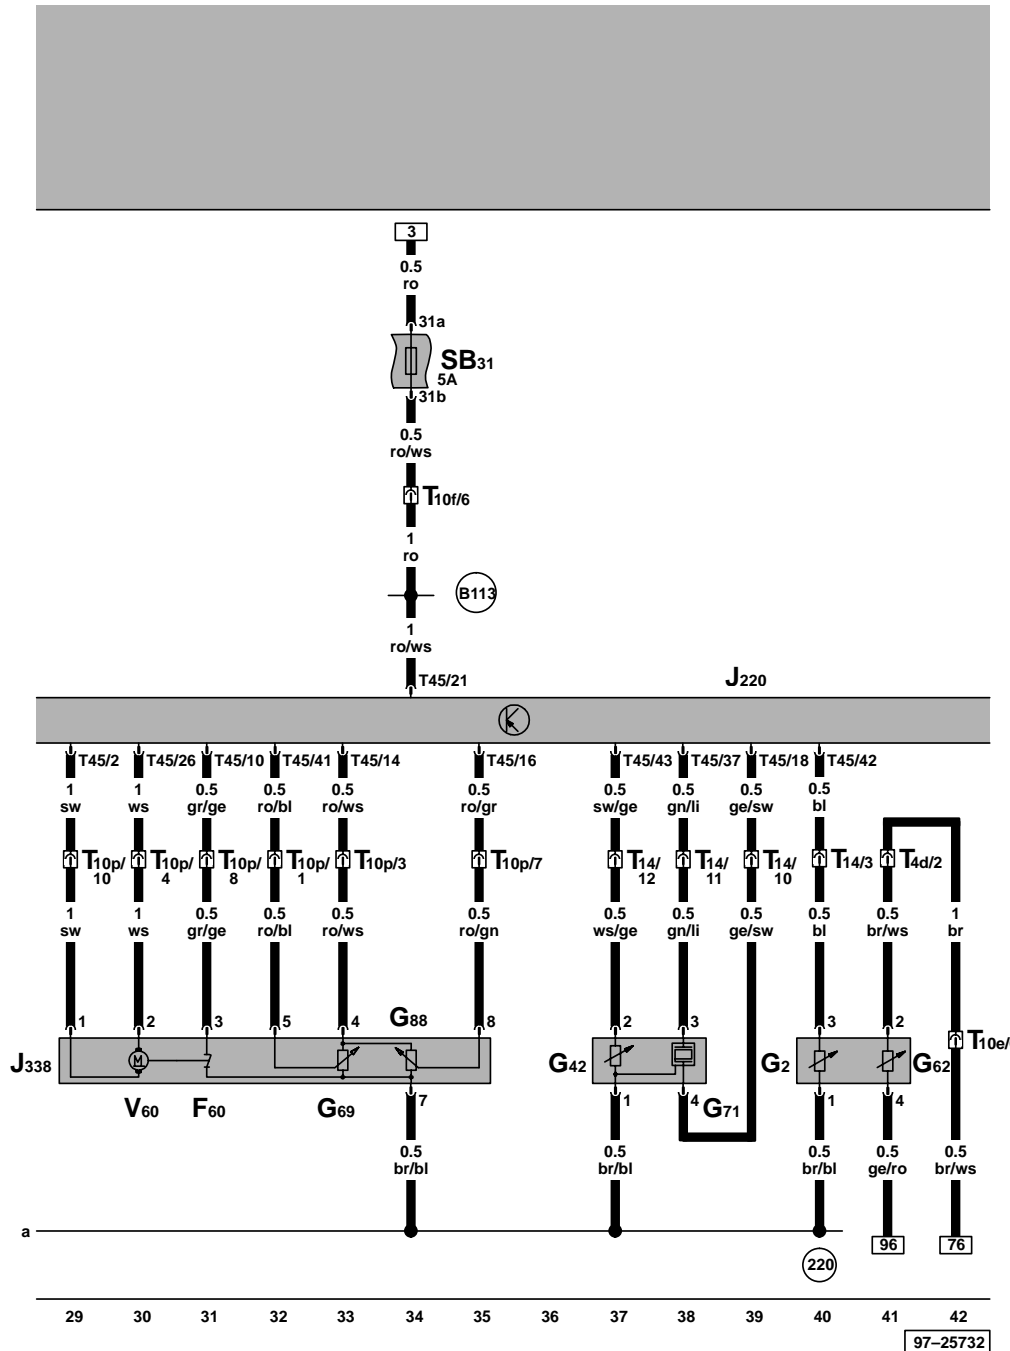 3
0.5
ro
31a
SB31
5A
31b
0.5
ro/ws
T10f/6
1
ro
B113
1
ro/ws
T45/21
J220
T45/2 T45/26 T45/10 T45/41 T45/14 T45/16 T45/43 T45/37 T45/18 T45/42
1 1 0.5 0.5 0.5 0.5 0.5 0.5 0.5 0.5
sw ws gr/ge ro/bl ro/ws ro/gr sw/ge gn/li ge/sw bl
T10p/10 T10p/4 T10p/8 T10p/1 T10p/3 T10p/7 T14/12 T14/11 T14/10 T14/3 T4d/2
1 1 0.5 0.5 0.5 0.5 0.5 0.5 0.5 0.5 0.5 1
sw ws gr/ge ro/bl ro/ws ro/gn ws/ge gn/li ge/sw bl br/ws br
1 2 3 5 4 G88 8 2 3 3 2
T10e/
J338 M G42 G2 G62
V60 F60 G69 7 1 4 G71 1 4
0.5 0.5 0.5 0.5 0.5
br/bl br/bl br/bl ge/ro br/ws
a
96 76
220
29 30 31 32 33 34 35 36 37 38 39 40 41 42
97–25732